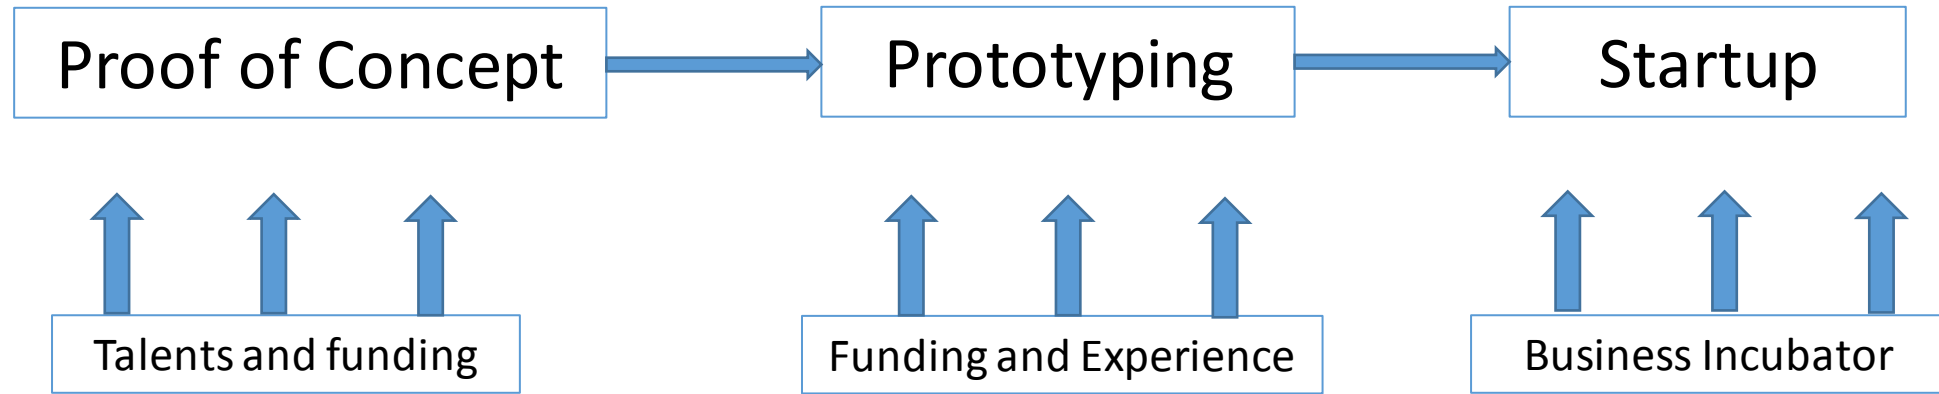 Proof of Concept
Prototyping
Startup
Talents and funding
Funding and Experience
Business Incubator